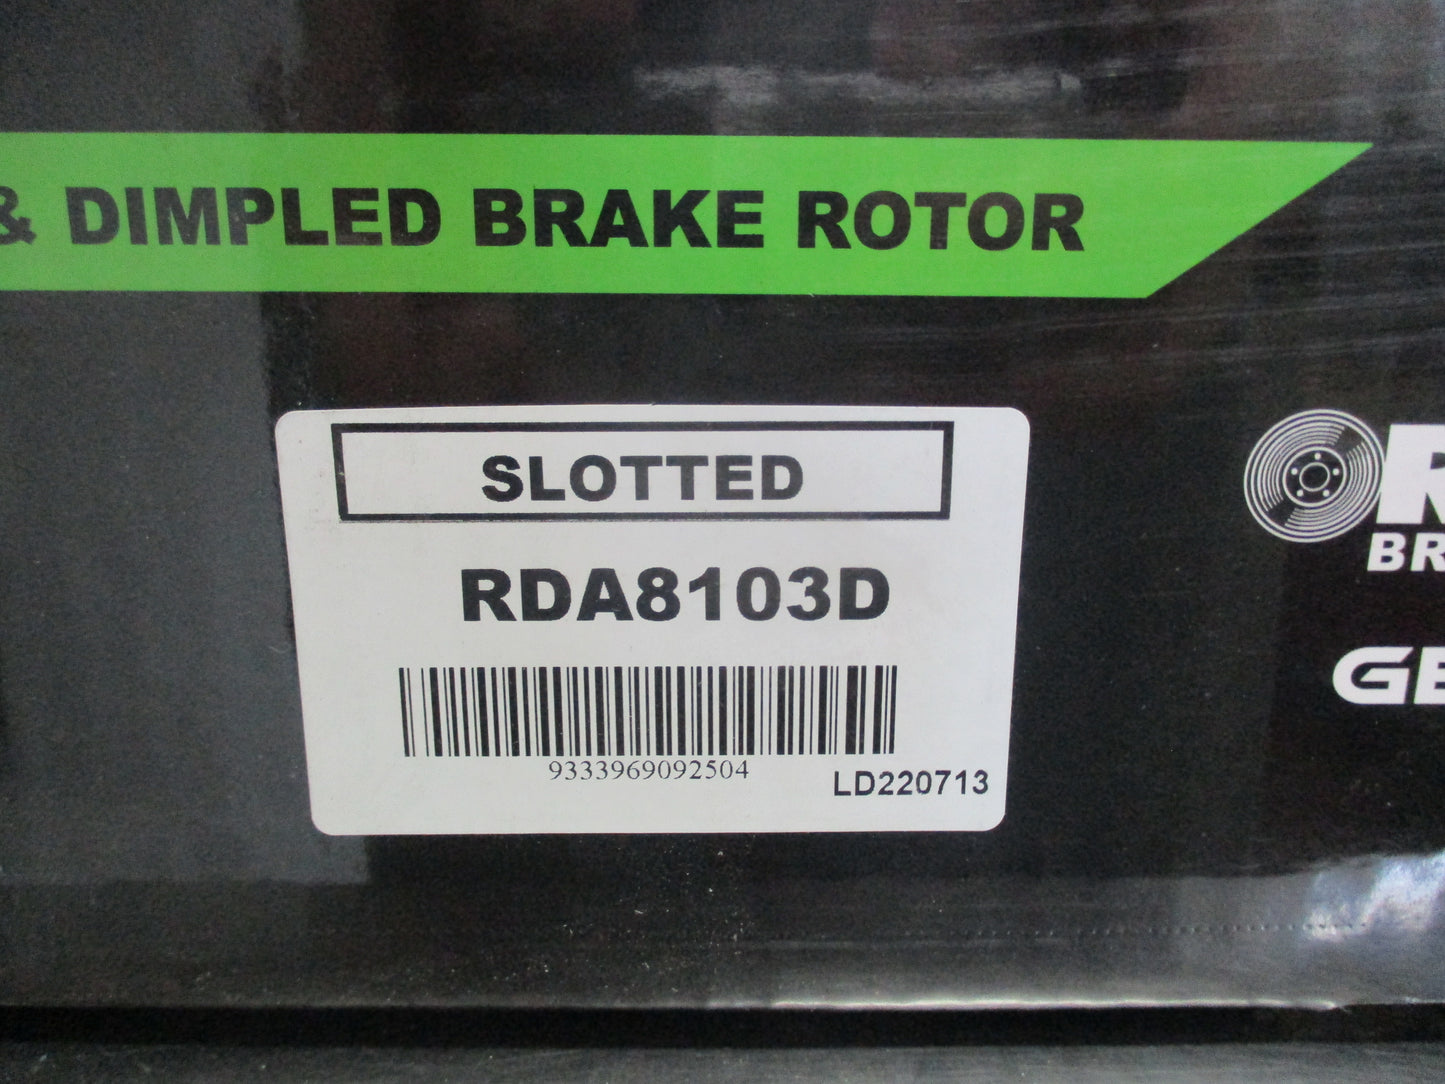 & DIMPLED BRAKE ROTOR
SLOTTED
RDA8103D
9333969092504
LD220713